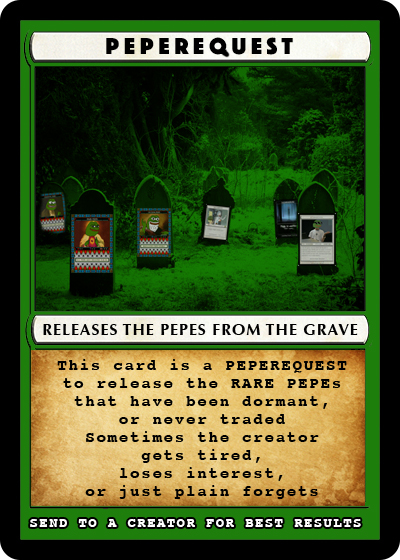 PEPEREQUEST
RELEASES THE PEPES FROM THE GRAVE
This card is a PEPEREQUEST
to release the RARE PEPEs
that have been dormant,
or never traded
Sometimes the creator
gets tired,
loses interest,
or just plain forgets
SEND TO A CREATOR FOR BEST RESULTS